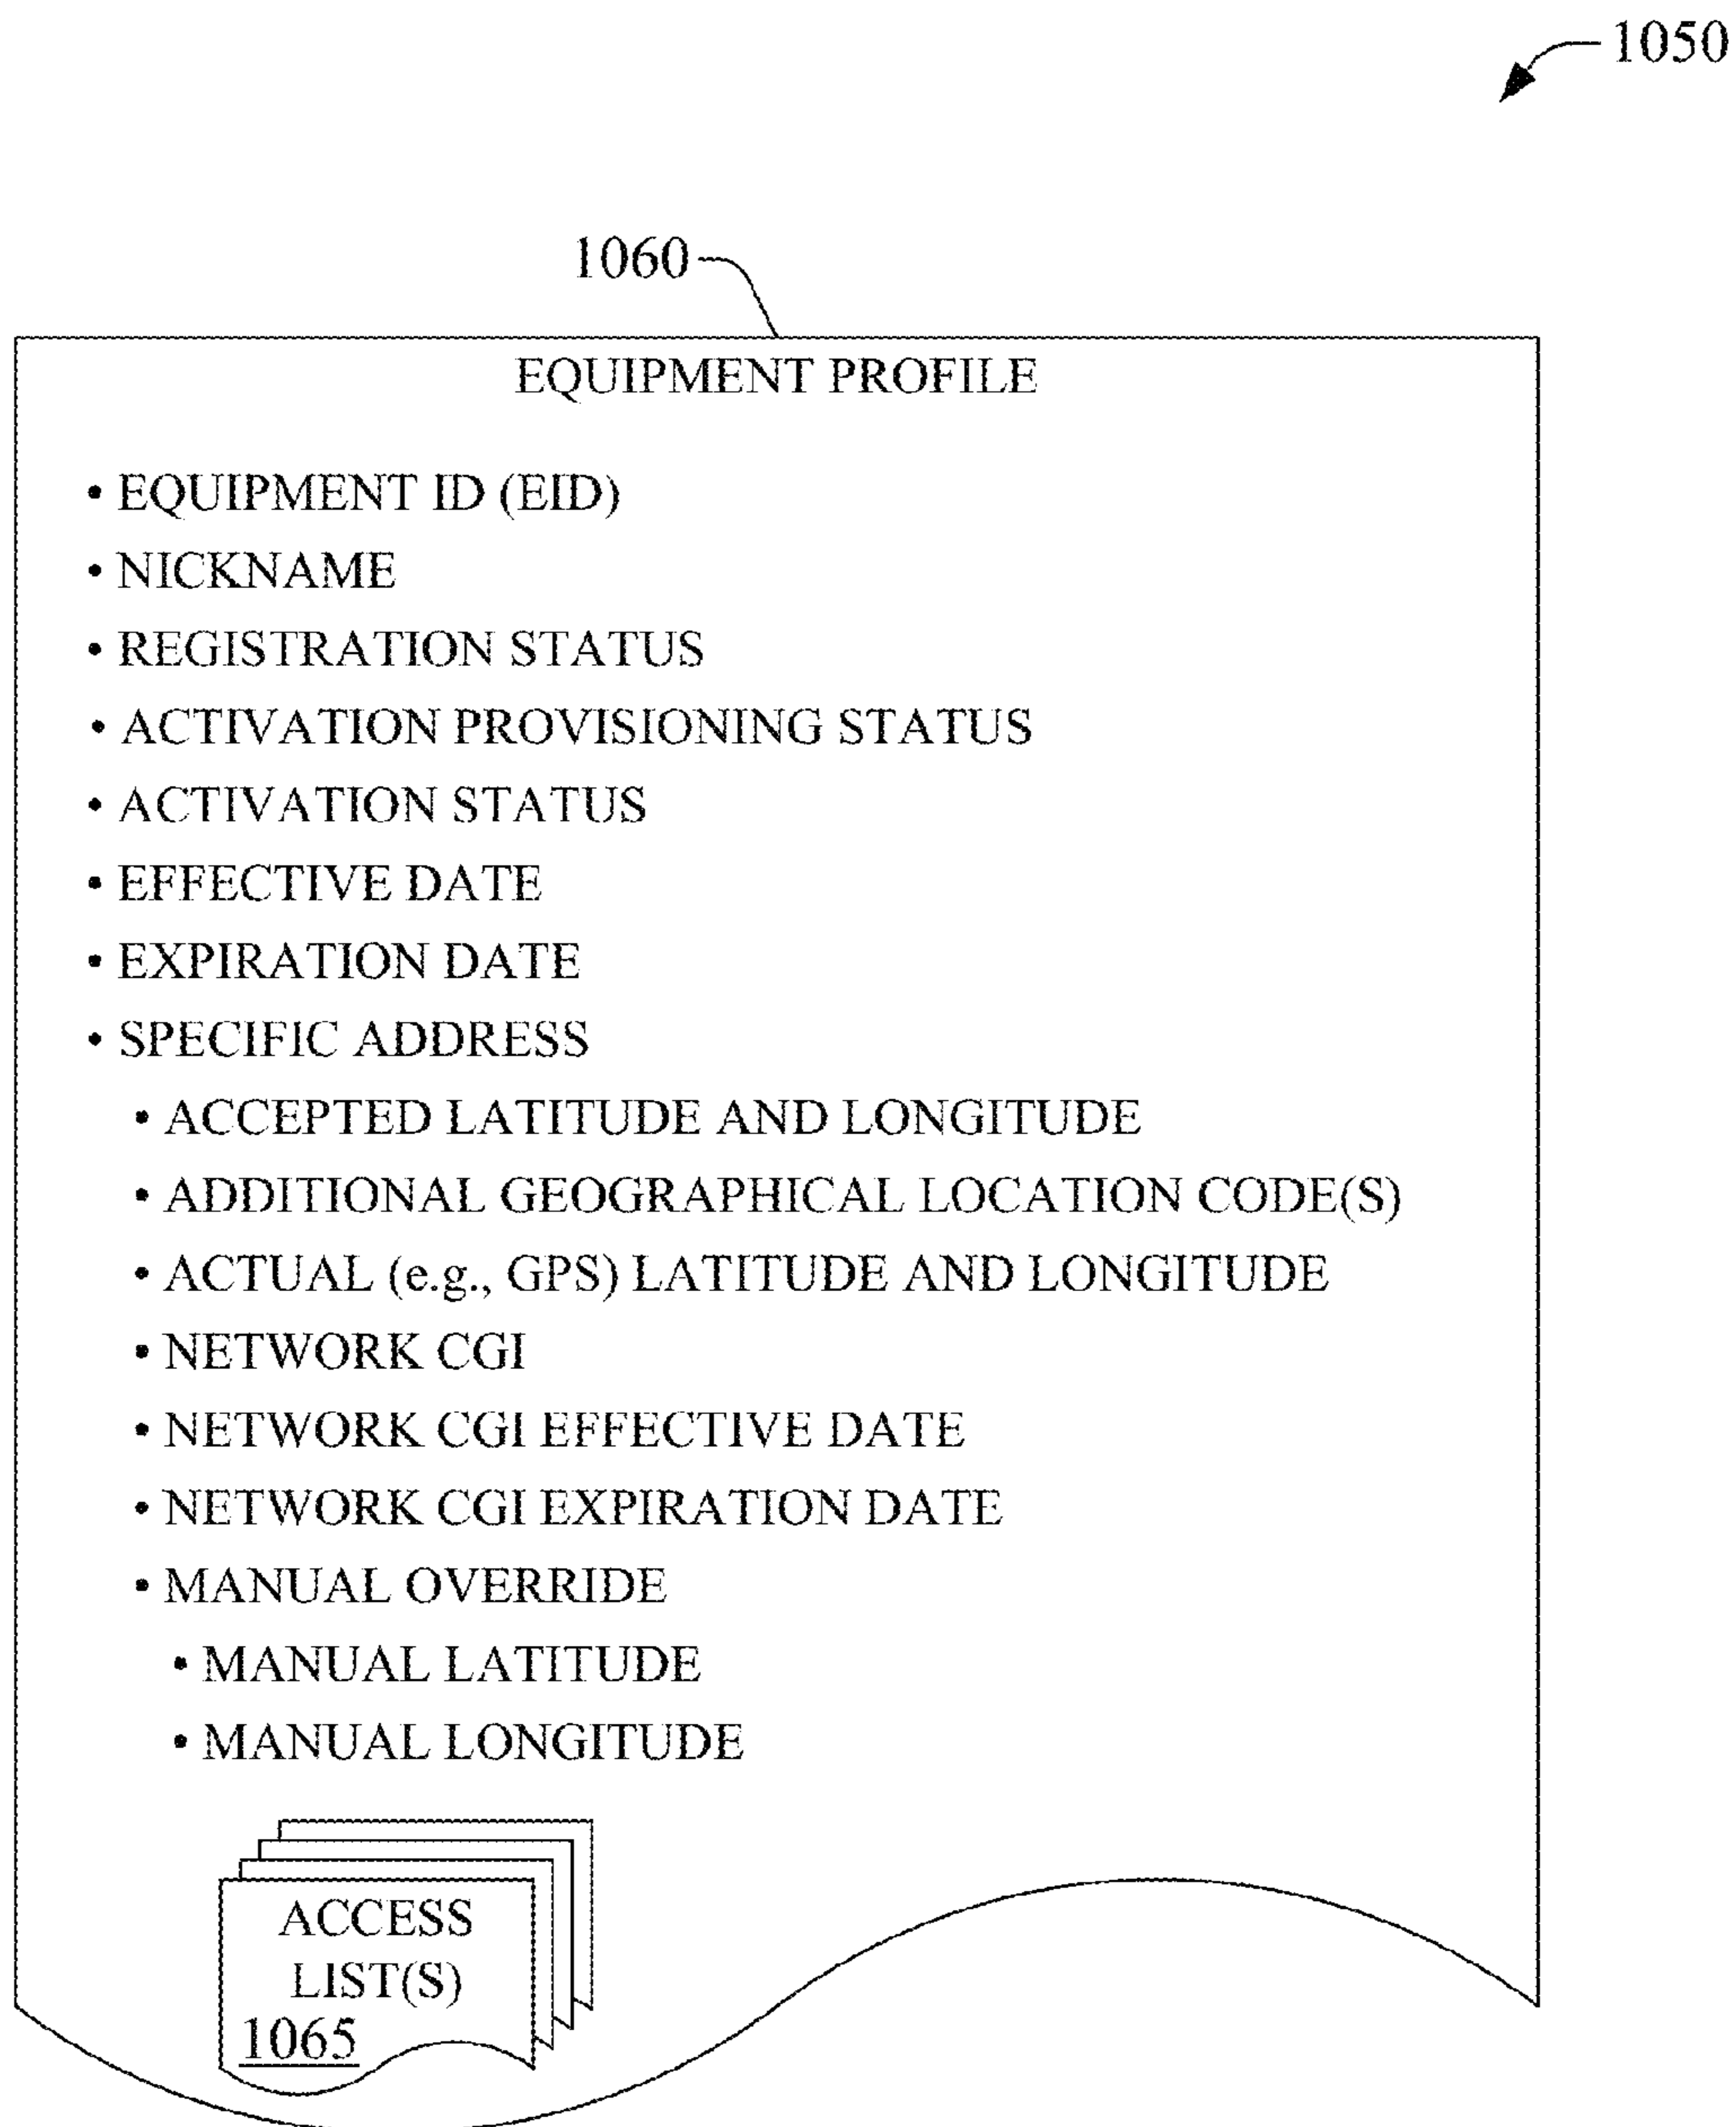 1050
1060
EQUIPMENT PROFILE
• EQUIPMENT ID (EID)
• NICKNAME
• REGISTRATION STATUS
• ACTIVATION PROVISIONING STATUS
• ACTIVATION STATUS
• EFFECTIVE DATE
• EXPIRATION DATE
• SPECIFIC ADDRESS
• ACCEPTED LATITUDE AND LONGITUDE
• ADDITIONAL GEOGRAPHICAL LOCATION CODE(S)
• ACTUAL (e.g., GPS) LATITUDE AND LONGITUDE
• NETWORK CGI
• NETWORK CGI EFFECTIVE DATE
• NETWORK CGI EXPIRATION DATE
• MANUAL OVERRIDE
• MANUAL LATITUDE
• MANUAL LONGITUDE
ACCESS
LIST(S)
1065